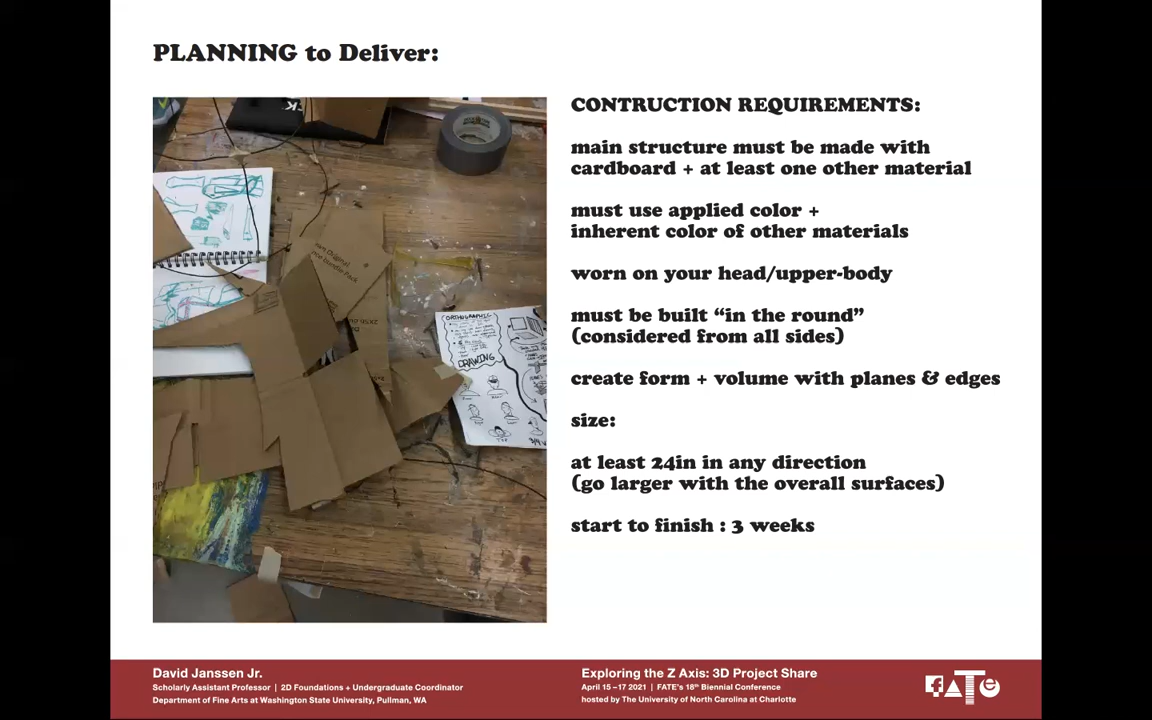 PLANNING to Deliver:
CONTRUCTION REQUIREMENTS:
main structure must be made with
cardboard + at least one other material
must use applied color +
inherent color of other materials
worn on your head/upper-body
must be built “in the round”
(considered from all sides)
create form + volume with planes & edges
size:
at least 24in in any direction
(go larger with the overall surfaces)
start to finish : 3 weeks
ORTHOGRAPHIC
DRAWING
David Janssen Jr.
Scholarly Assistant Professor | 2D Foundations + Undergraduate Coordinator
Department of Fine Arts at Washington State University, Pullman, WA
Exploring the Z Axis: 3D Project Share
April 15 – 17 2021 | FATE's 18th Biennial Conference
hosted by The University of North Carolina at Charlotte
fATe